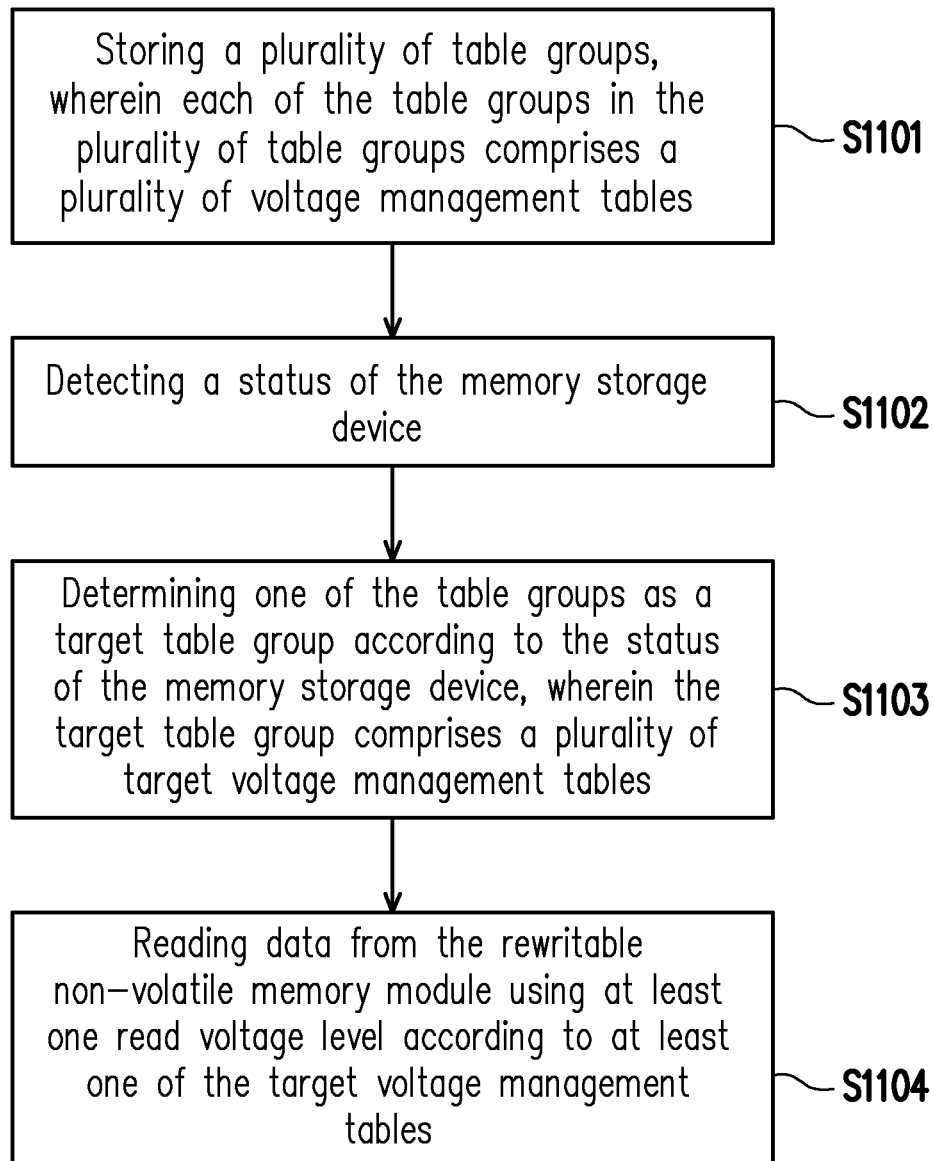 Storing a plurality of table groups,
wherein each of the table groups in the
plurality of table groups comprises a
plurality of voltage management tables
S1101
Detecting a status of the memory storage
device
S1102
Determining one of the table groups as a
target table group according to the status
of the memory storage device, wherein the
target table group comprises a plurality of
target voltage management tables
S1103
Reading data from the rewritable
non-volatile memory module using at least
one read voltage level according to at least
one of the target voltage management
tables
S1104